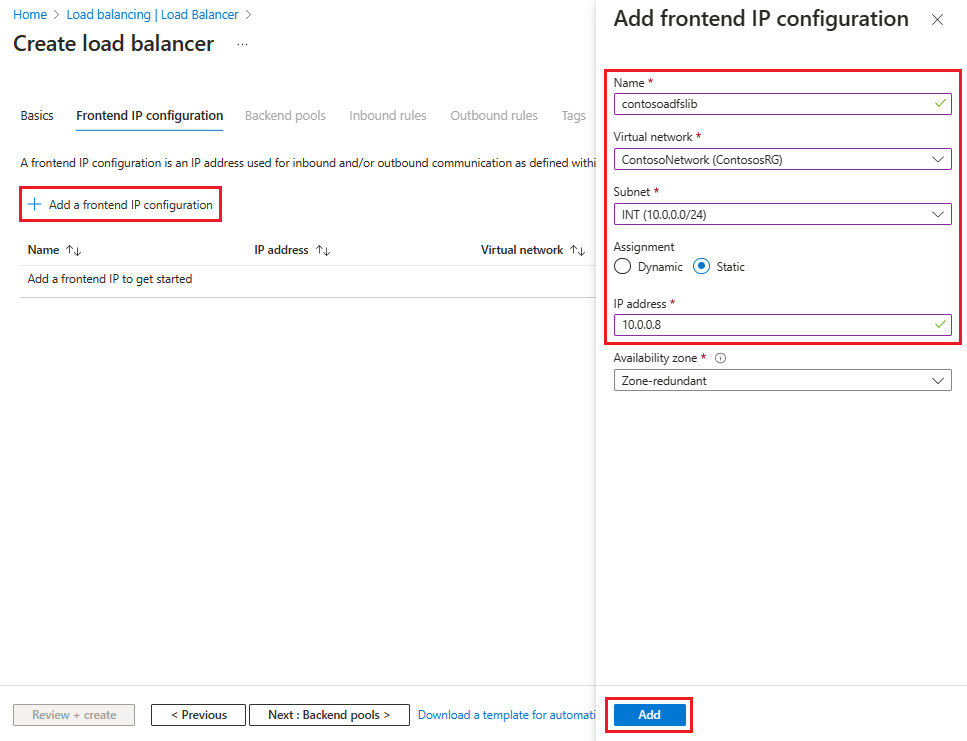 Home > Load balancing | Load Balancer >
Create load balancer ...
Basics Frontend IP configuration Backend pools Inbound rules Outbound rules Tags
A frontend IP configuration is an IP address used for inbound and/or outbound communication as defined withi
+ Add a frontend IP configuration
Name ↑↓ IP address ↑↓ Virtual network ↑↓
Add a frontend IP to get started
Review + create < Previous Next : Backend pools > Download a template for automati
Add frontend IP configuration
Name *
contosoadfslib
Virtual network *
ContosoNetwork (ContososRG)
Subnet *
INT (10.0.0.0/24)
Assignment
Dynamic Static
IP address *
10.0.0.8
Availability zone *
Zone-redundant
Add